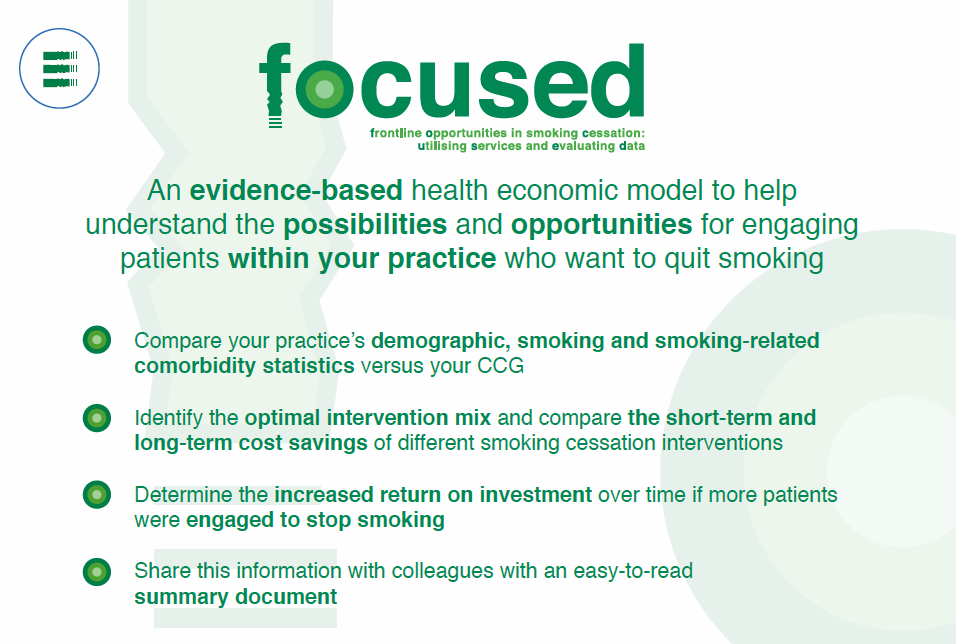 focused
frontline opportunities in smoking cessation:
utilising services and evaluating data
An evidence-based health economic model to help
understand the possibilities and opportunities for engaging
patients within your practice who want to quit smoking
Compare your practice's demographic, smoking and smoking-related
comorbidity statistics versus your CCG
Identify the optimal intervention mix and compare the short-term and
long-term cost savings of different smoking cessation interventions
Determine the increased return on investment over time if more patients
were engaged to stop smoking
Share this information with colleagues with an easy-to-read
summary document